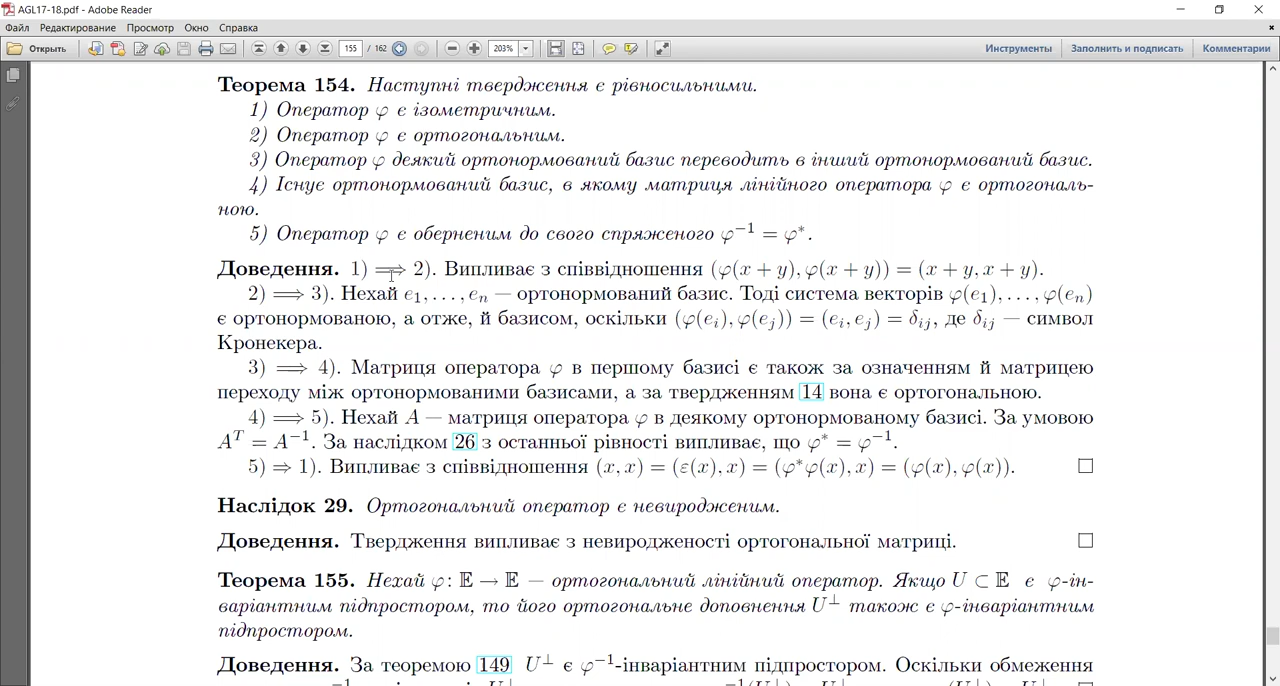 AGL17-18.pdf - Adobe Reader
Файл Редактирование Просмотр Окно Справка
Открыть 155 / 162 203% Инструменты Заполнить и подписать Комментарии
Теорема 154. Наступні твердження є рівносильними.
1) Оператор φ є ізометричним.
2) Оператор φ є ортогональним.
3) Оператор φ деякий ортонормований базис переводить в інший ортонормований базис.
4) Існує ортонормований базис, в якому матриця лінійного оператора φ є ортогональ-
ною.
5) Оператор φ є оберненим до свого спряженого φ⁻¹ = φ*.
Доведення. 1) ⟹ 2). Випливає з співвідношення (φ(x + y), φ(x + y)) = (x + y, x + y).
2) ⟹ 3). Нехай e₁, . . . , eₙ — ортонормований базис. Тоді система векторів φ(e₁), . . . , φ(eₙ)
є ортонормованою, а отже, й базисом, оскільки (φ(eᵢ), φ(eⱼ)) = (eᵢ, eⱼ) = δᵢⱼ, де δᵢⱼ — символ
Кронекера.
3) ⟹ 4). Матриця оператора φ в першому базисі є також за означенням й матрицею
переходу між ортонормованими базисами, а за твердженням 14 вона є ортогональною.
4) ⟹ 5). Нехай A — матриця оператора φ в деякому ортонормованому базисі. За умовою
Aᵀ = A⁻¹. За наслідком 26 з останньої рівності випливає, що φ* = φ⁻¹.
5) ⇒ 1). Випливає з співвідношення (x, x) = (ε(x), x) = (φ*φ(x), x) = (φ(x), φ(x)). □
Наслідок 29. Ортогональний оператор є невиродженим.
Доведення. Твердження випливає з невиродженості ортогональної матриці. □
Теорема 155. Нехай φ: 𝔼 → 𝔼 — ортогональний лінійний оператор. Якщо U ⊂ 𝔼 є φ-ін-
варіантним підпростором, то його ортогональне доповнення U⊥ також є φ-інваріантним
підпростором.
Доведення. За теоремою 149 U⊥ є φ⁻¹-інваріантним підпростором. Оскільки обмеження